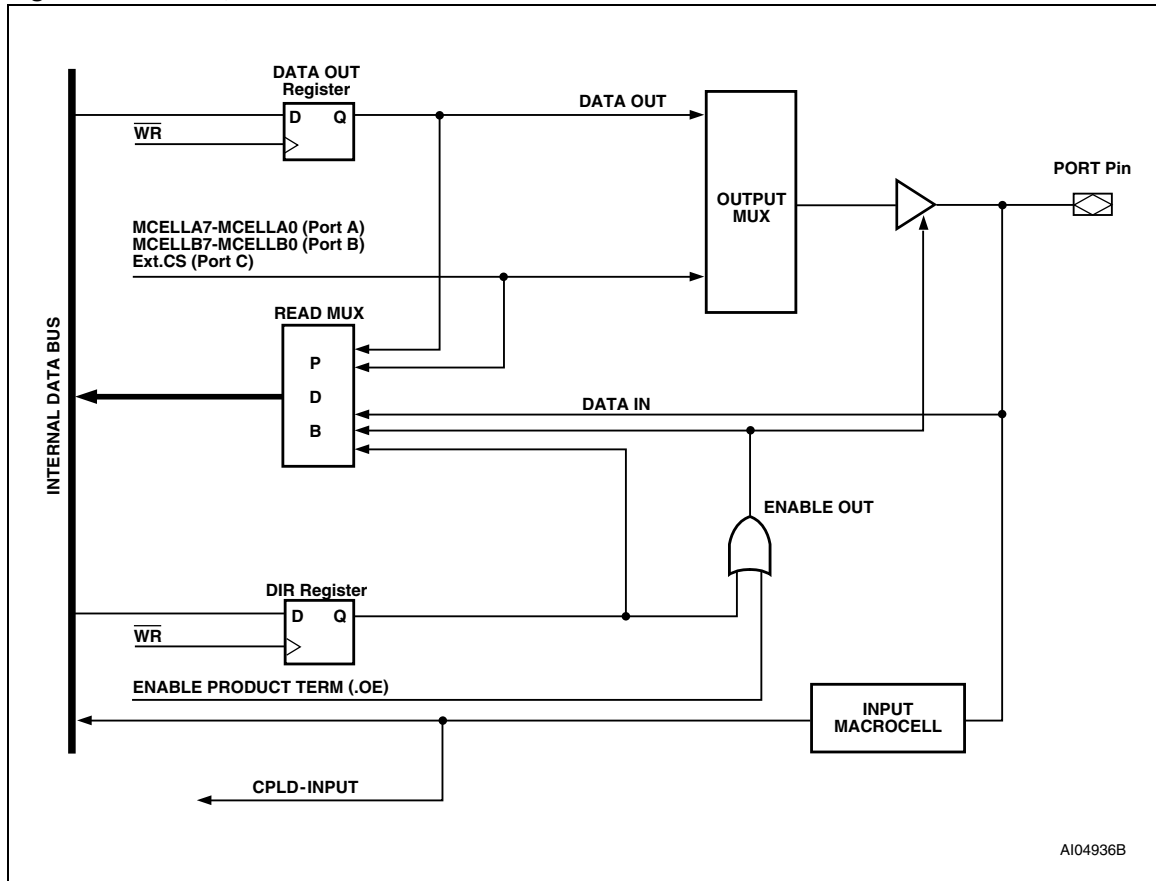 DATA OUT
Register
D Q
WR
DATA OUT
OUTPUT
MUX
PORT Pin
MCELLA7-MCELLA0 (Port A)
MCELLB7-MCELLB0 (Port B)
Ext.CS (Port C)
READ MUX
P
D
B
DATA IN
INTERNAL DATA BUS
ENABLE OUT
DIR Register
D Q
WR
ENABLE PRODUCT TERM (.OE)
INPUT
MACROCELL
CPLD-INPUT
AI04936B